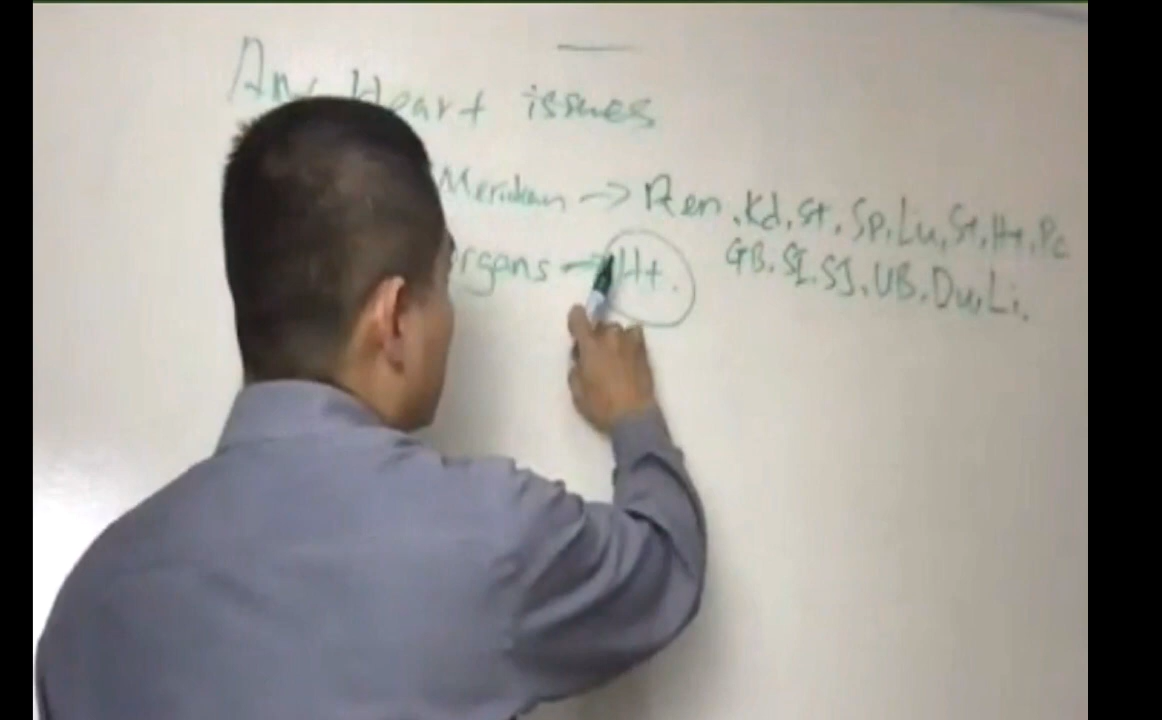 Any Heart issues
Meridian → Ren, Kd, St, Sp, Lu, St, Ht, Pc
GB, SI, SJ, UB, Du, Li,
rgans → Ht.